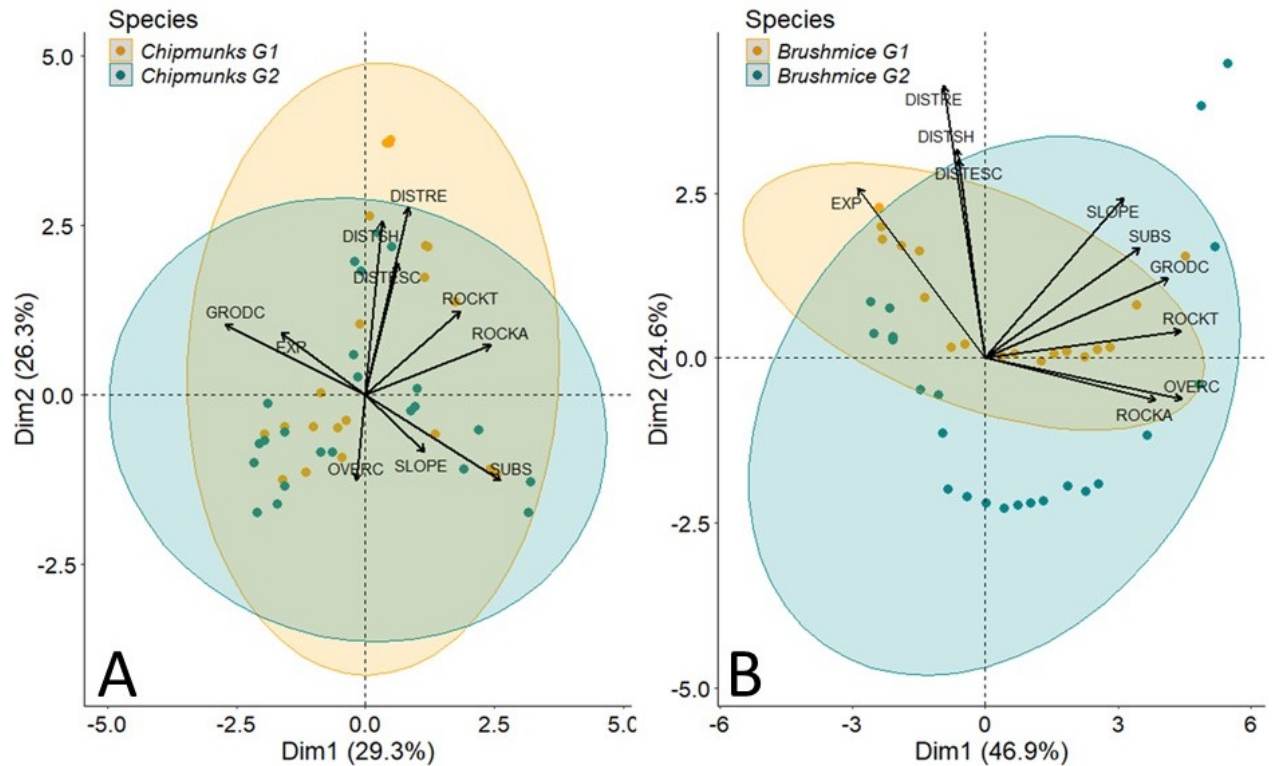 Species
Chipmunks G1
Chipmunks G2
5.0
2.5
0.0
-2.5
Dim2 (26.3%)
DISTRE
DISTSH
DISTESC
ROCKT
ROCKA
GRODC
EXP
OVERC
SLOPE
SUBS
A
-5.0
-2.5
0.0
2.5
5.0
Dim1 (29.3%)
Species
Brushmice G1
Brushmice G2
2.5
0.0
-2.5
-5.0
Dim2 (24.6%)
DISTRE
DISTSH
DISTESC
EXP
SLOPE
SUBS
GRODC
ROCKT
OVERC
ROCKA
B
-6
-3
0
3
6
Dim1 (46.9%)